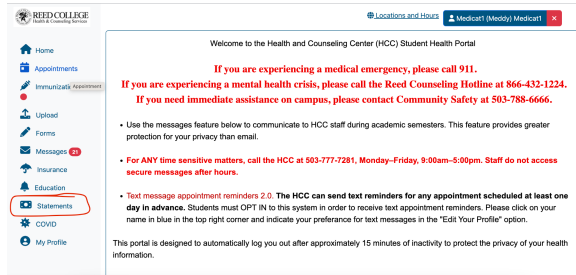 REED COLLEGE
Health & Counseling Services
Locations and Hours
Medicat1 (Meddy) Medicat1 ×
Home
Appointments
Immunizatio
Appointment
Upload
Forms
Messages 21
Insurance
Education
Statements
COVID
My Profile
Welcome to the Health and Counseling Center (HCC) Student Health Portal
If you are experiencing a medical emergency, please call 911.
If you are experiencing a mental health crisis, please call the Reed Counseling Hotline at 866-432-1224.
If you need immediate assistance on campus, please contact Community Safety at 503-788-6666.
• Use the messages feature below to communicate to HCC staff during academic semesters. This feature provides greater
protection for your privacy than email.
• For ANY time sensitive matters, call the HCC at 503-777-7281, Monday–Friday, 9:00am–5:00pm. Staff do not access
secure messages after hours.
• Text message appointment reminders 2.0. The HCC can send text reminders for any appointment scheduled at least one
day in advance. Students must OPT IN to this system in order to receive text appointment reminders. Please click on your
name in blue in the top right corner and indicate your preferance for text messages in the "Edit Your Profile" option.
This portal is designed to automatically log you out after approximately 15 minutes of inactivity to protect the privacy of your health
information.